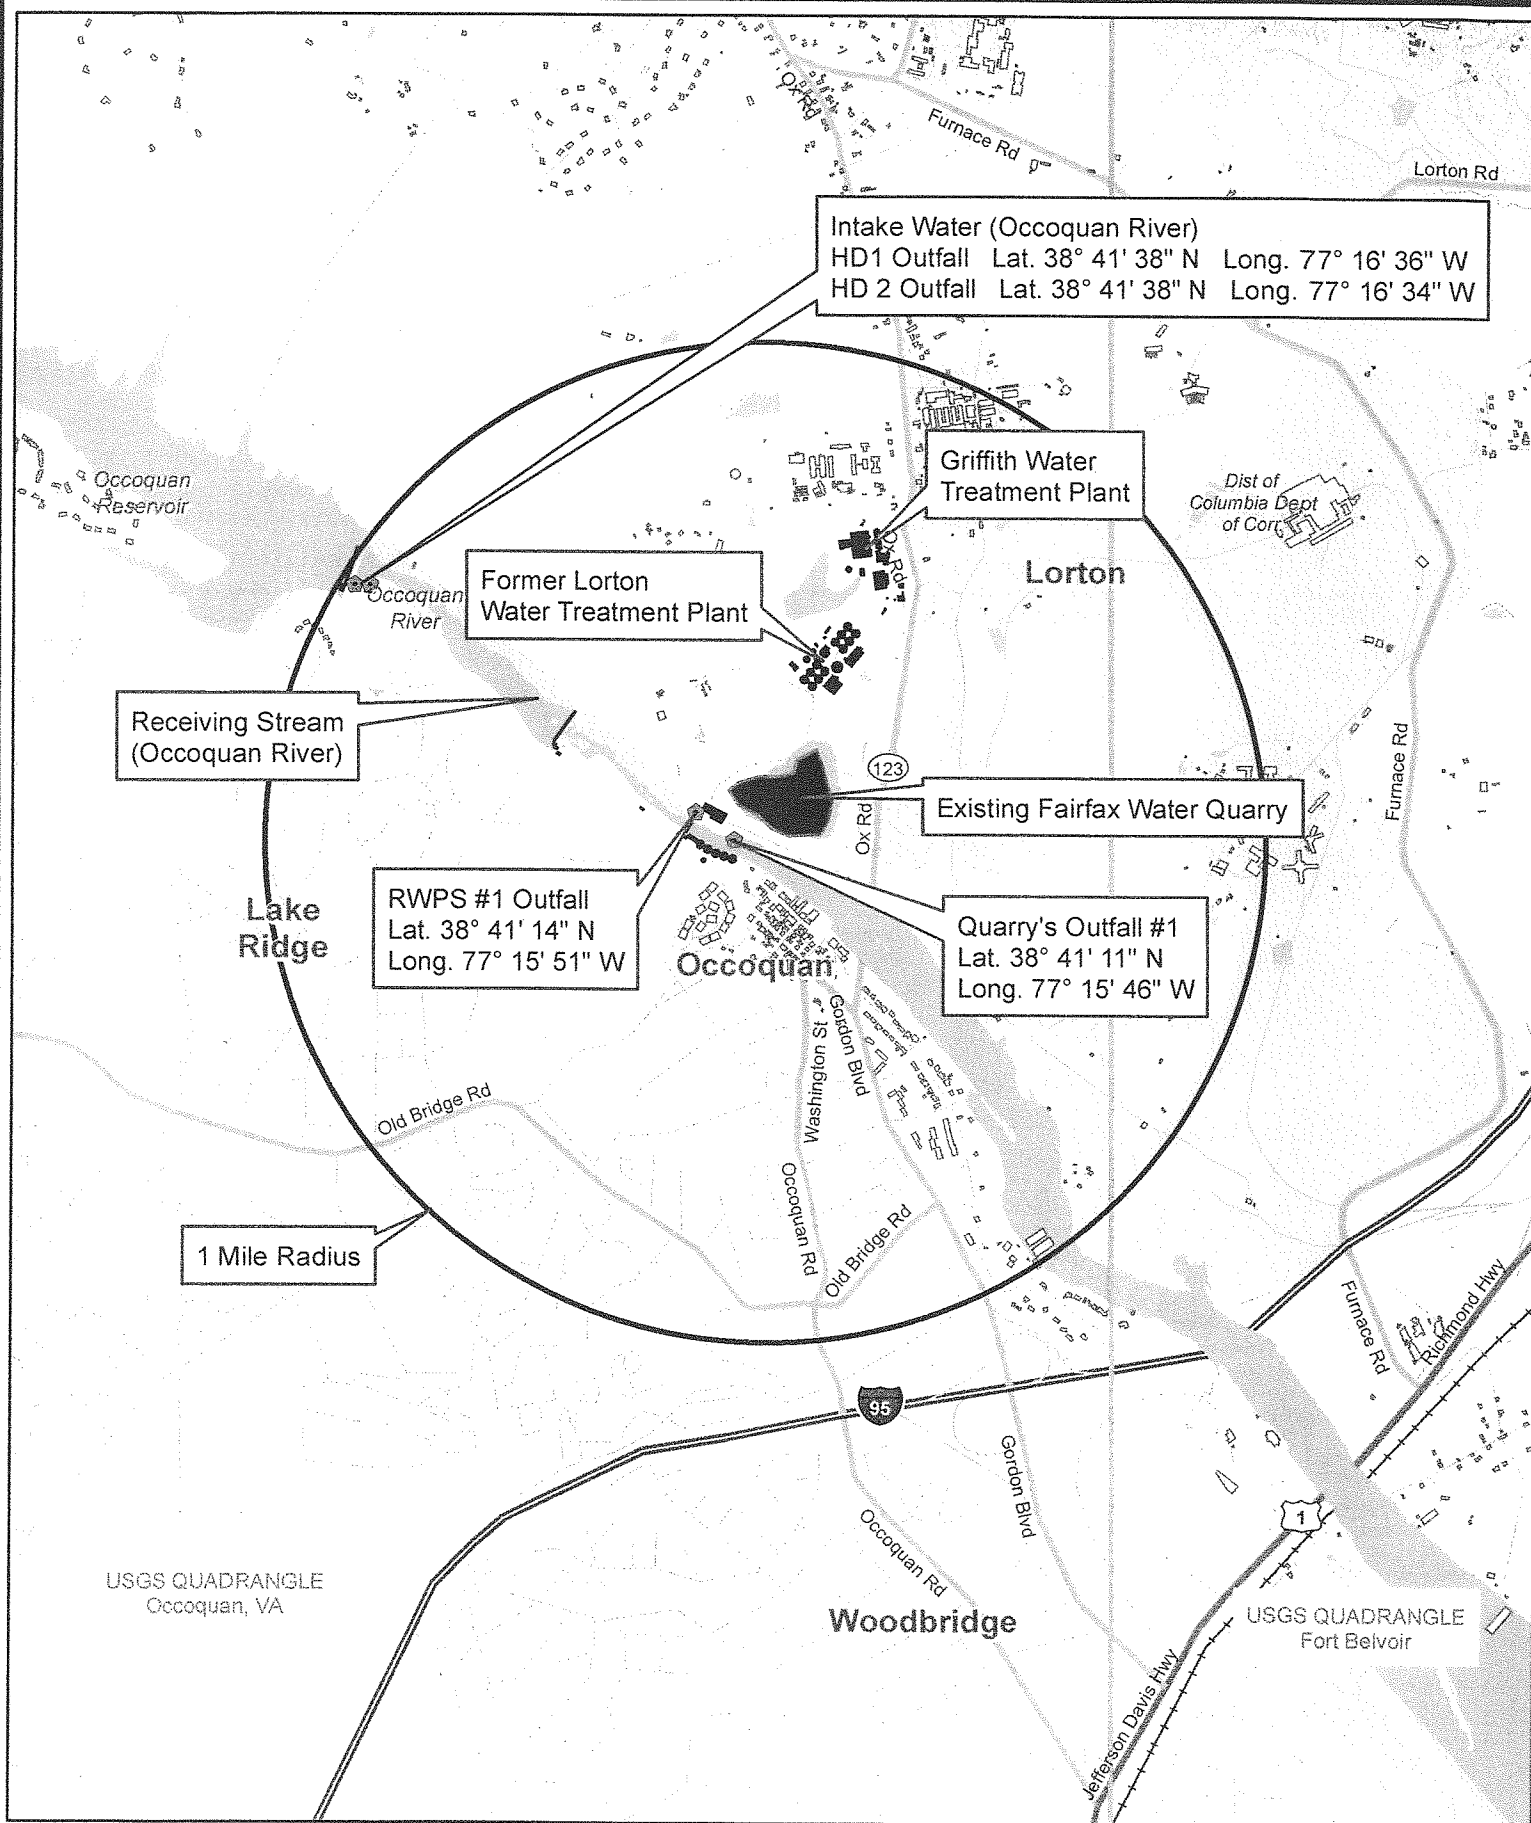 Ox Rd
Furnace Rd
Lorton Rd
Intake Water (Occoquan River)
HD1 Outfall Lat. 38° 41' 38" N Long. 77° 16' 36" W
HD 2 Outfall Lat. 38° 41' 38" N Long. 77° 16' 34" W
Occoquan
Reservoir
Griffith Water
Treatment Plant
Dist of
Columbia Dept
of Corr
Ox Rd
Lorton
Former Lorton
Water Treatment Plant
Occoquan
River
Receiving Stream
(Occoquan River)
123
Existing Fairfax Water Quarry
Furnace Rd
Ox Rd
RWPS #1 Outfall
Lat. 38° 41' 14" N
Long. 77° 15' 51" W
Lake
Ridge
Quarry's Outfall #1
Lat. 38° 41' 11" N
Long. 77° 15' 46" W
Occoquan
Washington St
Gordon Blvd
Old Bridge Rd
Occoquan Rd
Old Bridge Rd
1 Mile Radius
Furnace Rd
Richmond Hwy
95
Gordon Blvd
Occoquan Rd
1
USGS QUADRANGLE
Occoquan, VA
Woodbridge
USGS QUADRANGLE
Fort Belvoir
Jefferson Davis Hwy